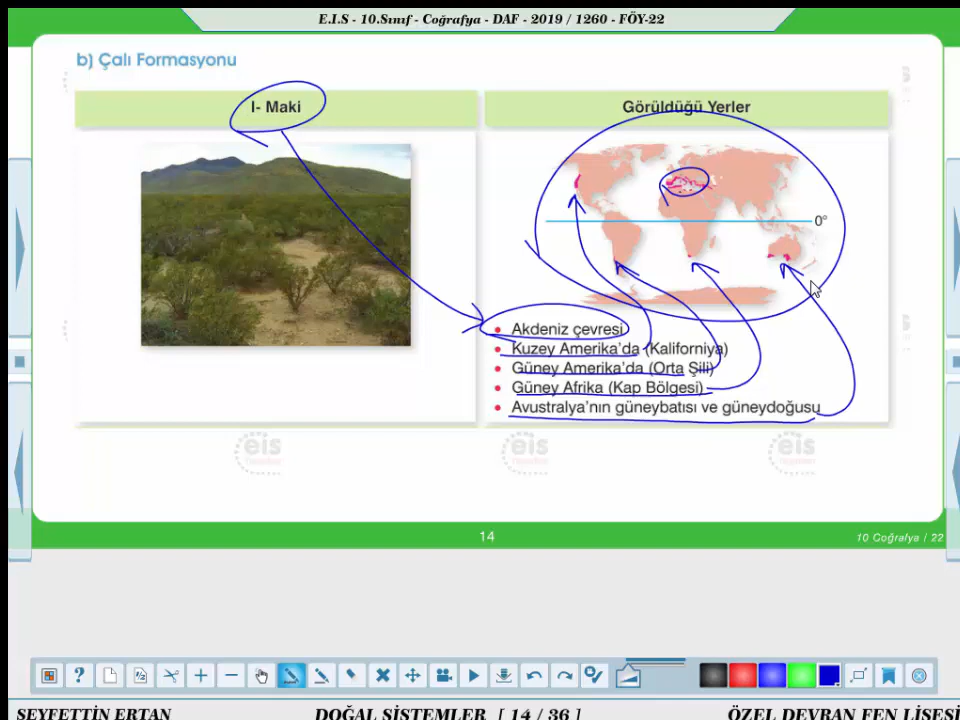 E.I.S - 10.Sınıf - Coğrafya - DAF - 2019 / 1260 - FÖY-22
b) Çalı Formasyonu
I- Maki
Görüldüğü Yerler
0°
• Akdeniz çevresi
• Kuzey Amerika'da (Kaliforniya)
• Güney Amerika'da (Orta Şili)
• Güney Afrika (Kap Bölgesi)
• Avustralya'nın güneybatısı ve güneydoğusu
eis eis eis
14
10 Coğrafya / 22
SEYFETTİN ERTAN DOĞAL SİSTEMLER [ 14 / 36 ] ÖZEL DEVRAN FEN LİSESİ